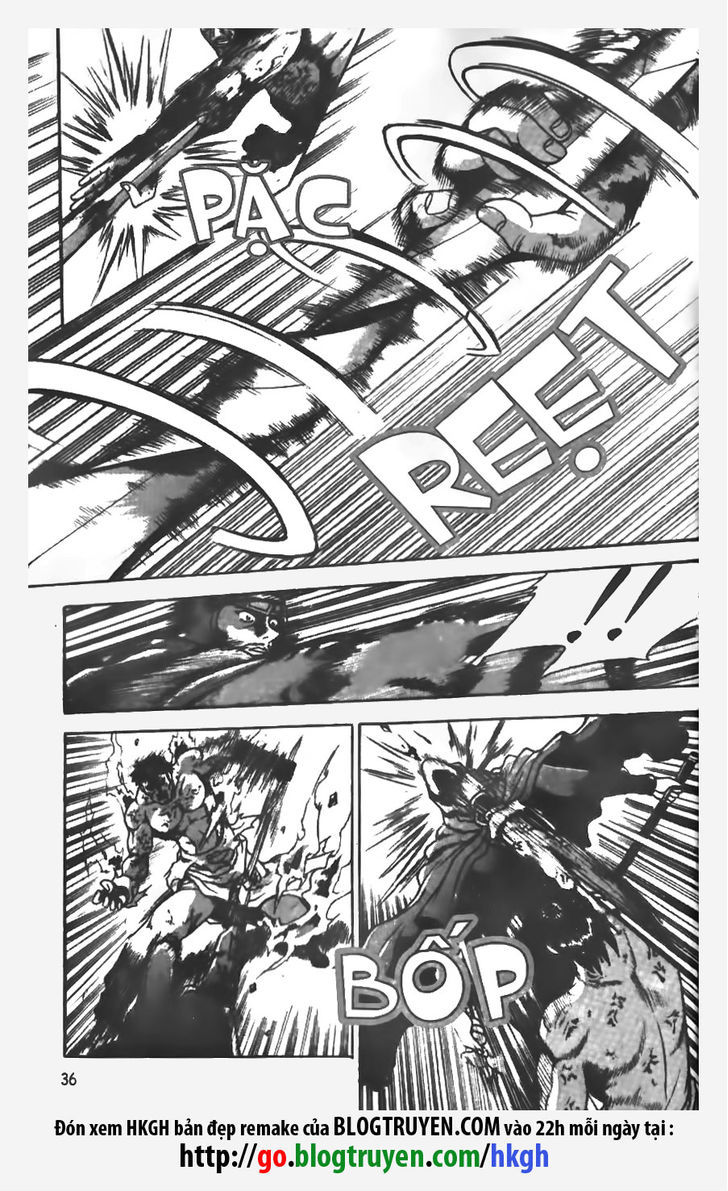 PẶC
REẸT
!!
BỐP
36
Đón xem HKGH bản đẹp remake của BLOGTRUYEN.COM vào 22h mỗi ngày tại :
http://go.blogtruyen.com/hkgh